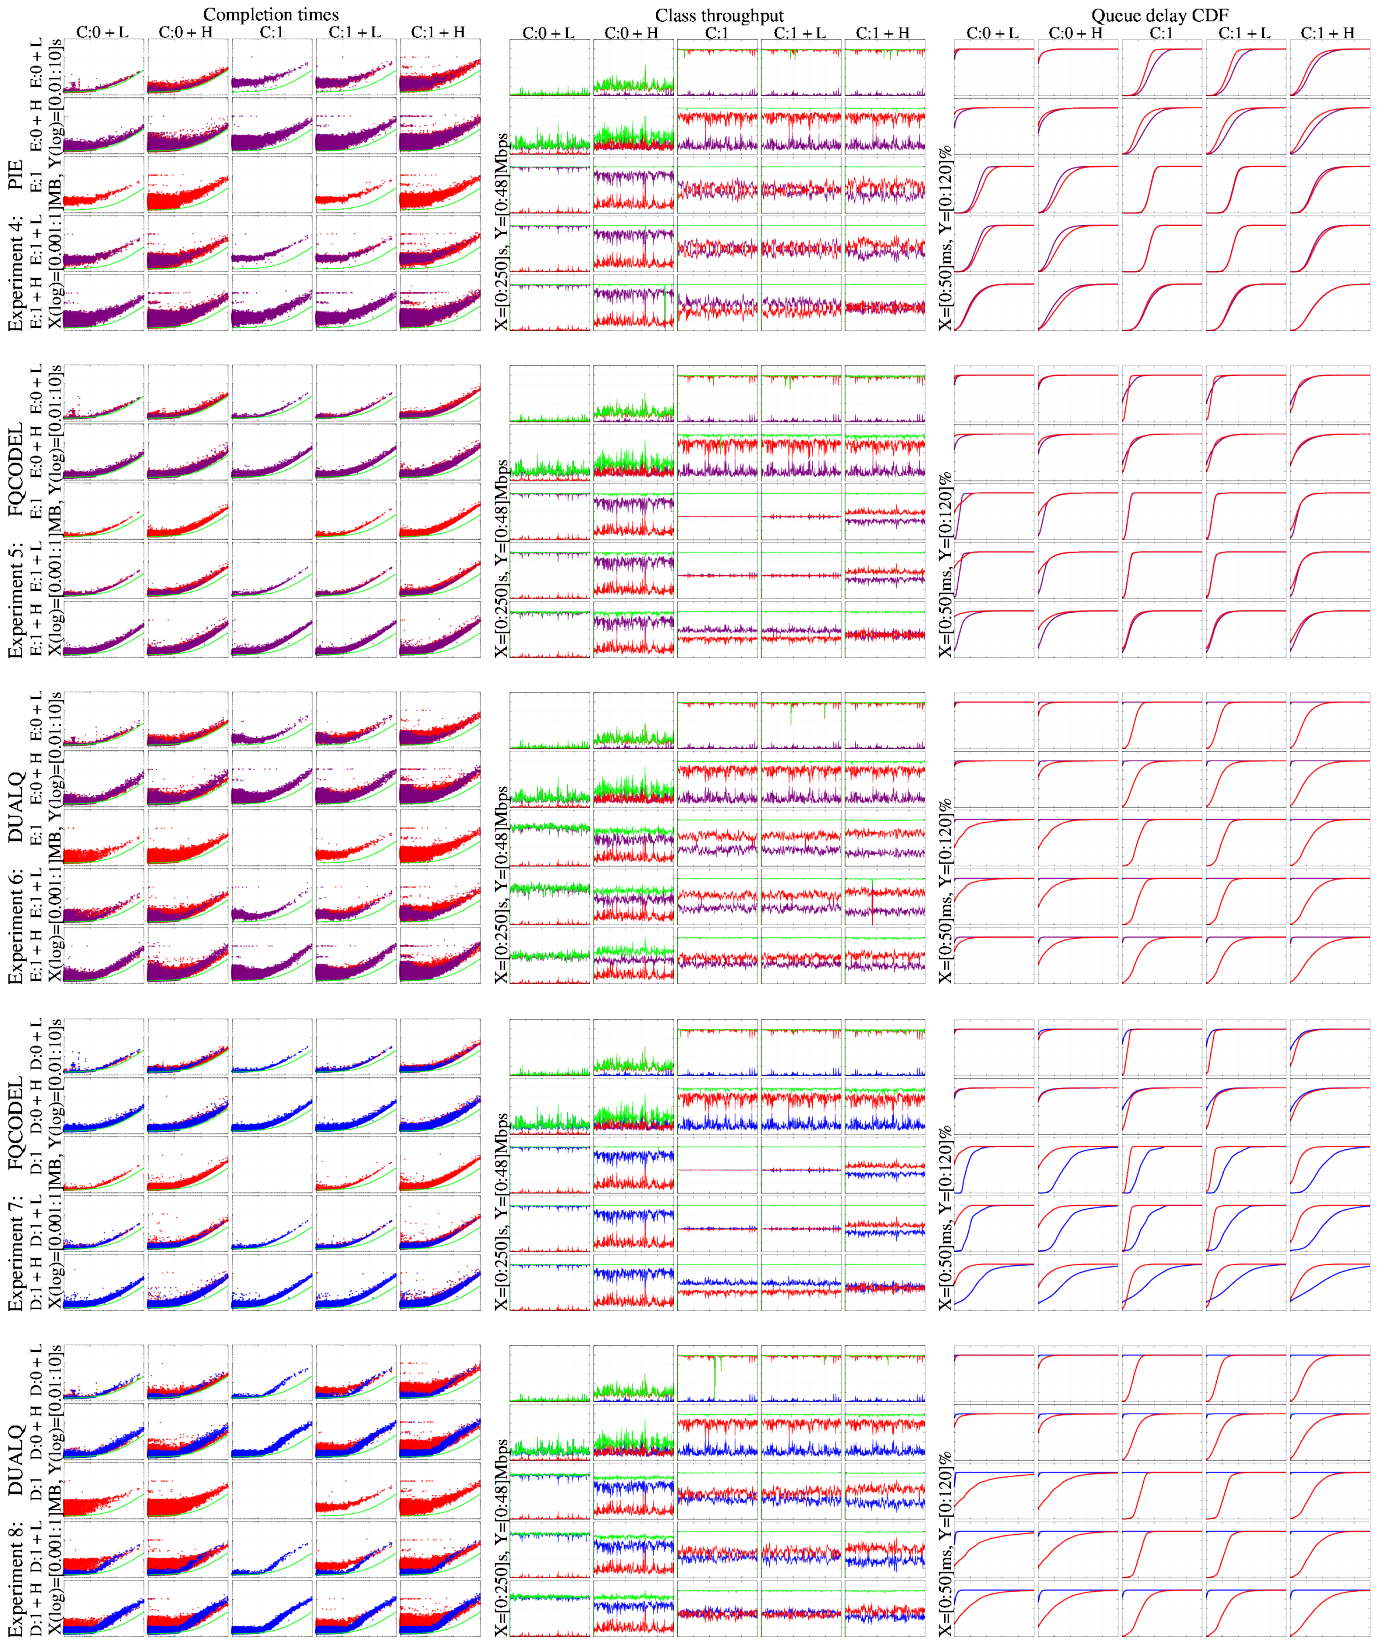 Completion times
Class throughput
Queue delay CDF
C:0 + L C:0 + H C:1 C:1 + L C:1 + H
C:0 + L C:0 + H C:1 C:1 + L C:1 + H
C:0 + L C:0 + H C:1 C:1 + L C:1 + H
Experiment 4: PIE
E:1 + H E:1 + L E:1 E:0 + H E:0 + L
X(log)=[0.001:1]MB, Y(log)=[0.01:10]s
X=[0:250]s, Y=[0:48]Mbps
X=[0:50]ms, Y=[0:120]%
Experiment 5: FQCODEL
E:1 + H E:1 + L E:1 E:0 + H E:0 + L
X(log)=[0.001:1]MB, Y(log)=[0.01:10]s
X=[0:250]s, Y=[0:48]Mbps
X=[0:50]ms, Y=[0:120]%
Experiment 6: DUALQ
E:1 + H E:1 + L E:1 E:0 + H E:0 + L
X(log)=[0.001:1]MB, Y(log)=[0.01:10]s
X=[0:250]s, Y=[0:48]Mbps
X=[0:50]ms, Y=[0:120]%
Experiment 7: FQCODEL
D:1 + H D:1 + L D:1 D:0 + H D:0 + L
X(log)=[0.001:1]MB, Y(log)=[0.01:10]s
X=[0:250]s, Y=[0:48]Mbps
X=[0:50]ms, Y=[0:120]%
Experiment 8: DUALQ
D:1 + H D:1 + L D:1 D:0 + H D:0 + L
X(log)=[0.001:1]MB, Y(log)=[0.01:10]s
X=[0:250]s, Y=[0:48]Mbps
X=[0:50]ms, Y=[0:120]%